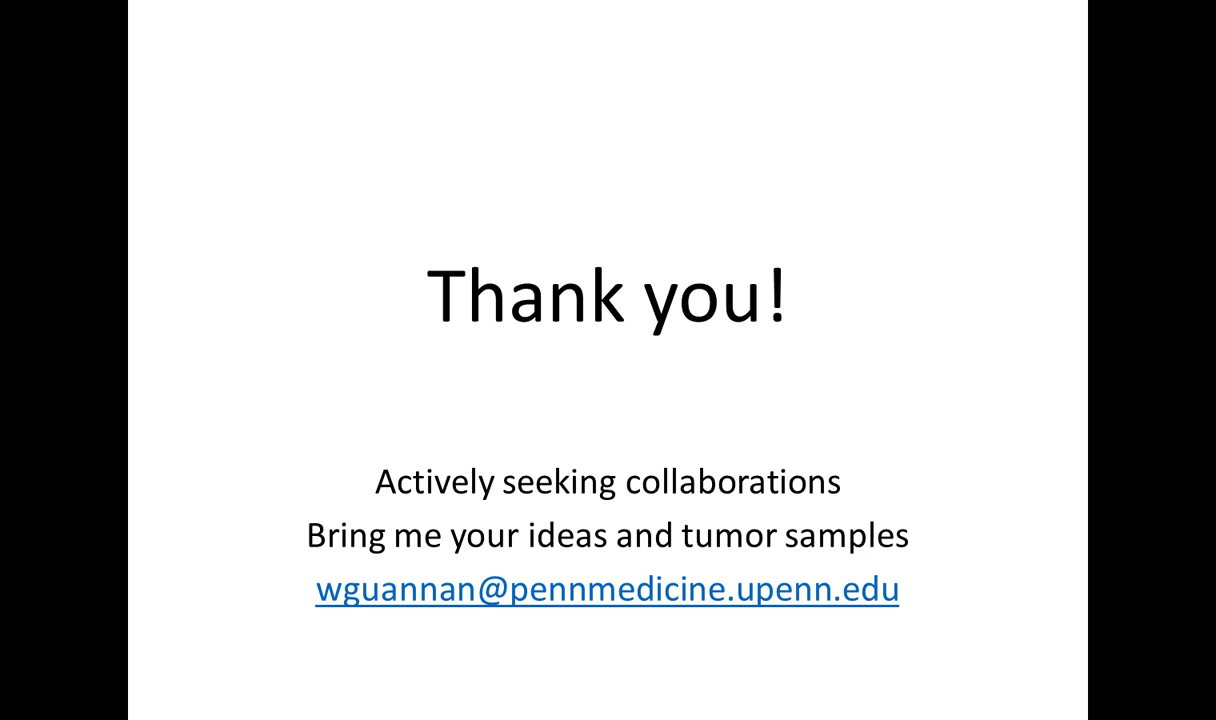 Thank you!
Actively seeking collaborations
Bring me your ideas and tumor samples
wguannan@pennmedicine.upenn.edu